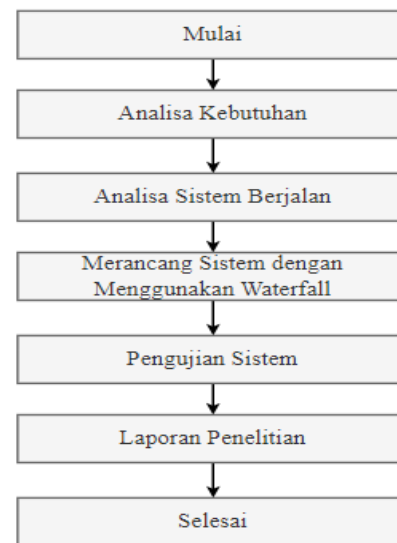 Mulai
Analisa Kebutuhan
Analisa Sistem Berjalan
Merancang Sistem dengan
Menggunakan Waterfall
Pengujian Sistem
Laporan Penelitian
Selesai